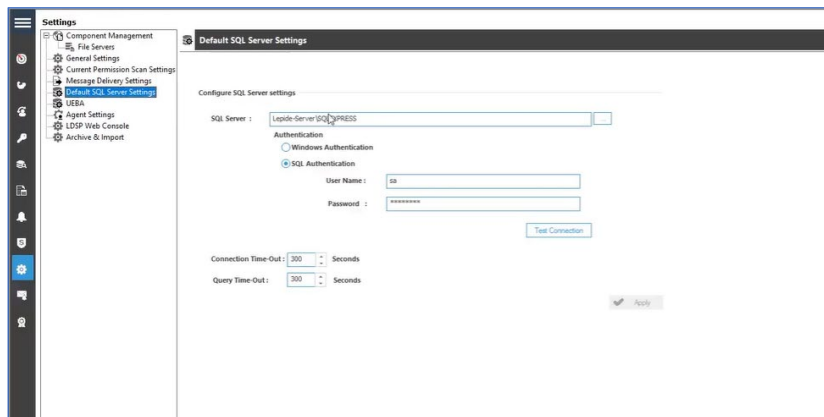 Settings
Component Management
File Servers
General Settings
Current Permission Scan Settings
Message Delivery Settings
Default SQL Server Settings
UEBA
Agent Settings
LDSP Web Console
Archive & Import
Default SQL Server Settings
Configure SQL Server settings
SQL Server :
Lepide-Server\SQLEXPRESS
...
Authentication
Windows Authentication
SQL Authentication
User Name :
sa
Password :
********
Test Connection
Connection Time-Out : 300 Seconds
Query Time-Out : 300 Seconds
Apply